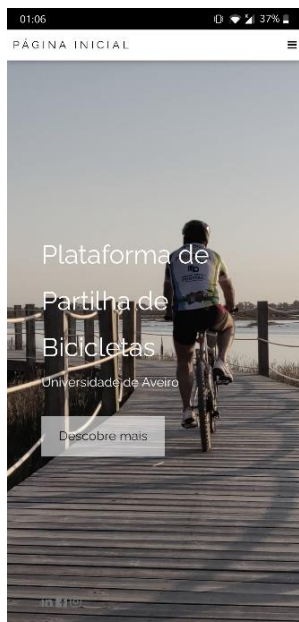 01:06
37%
PÁGINA INICIAL
Plataforma de
Partilha de
Bicicletas
Universidade de Aveiro
Descobre mais